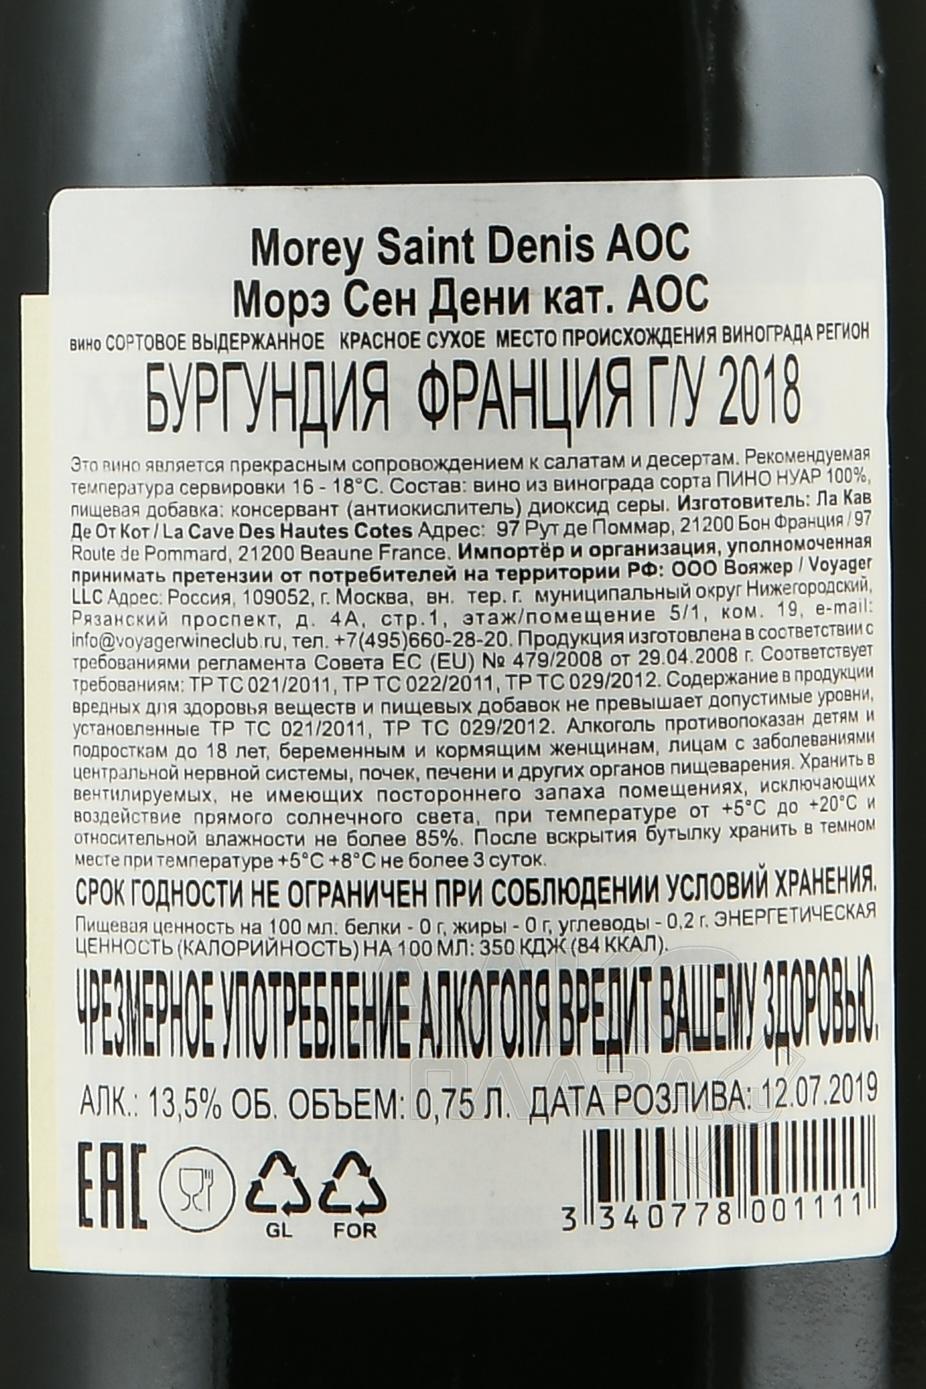 Morey Saint Denis AOC
Морэ Сен Дени кат. АОС
вино СОРТОВОЕ ВЫДЕРЖАННОЕ КРАСНОЕ СУХОЕ МЕСТО ПРОИСХОЖДЕНИЯ ВИНОГРАДА РЕГИОН
БУРГУНДИЯ ФРАНЦИЯ Г/У 2018
Это вино является прекрасным сопровождением к салатам и десертам. Рекомендуемая
температура сервировки 16 - 18°С. Состав: вино из винограда сорта ПИНО НУАР 100%,
пищевая добавка: консервант (антиокислитель) диоксид серы. Изготовитель: Ла Кав
Де От Кот / La Cave Des Hautes Cotes Адрес: 97 Рут де Поммар, 21200 Бон Франция / 97
Route de Pommard, 21200 Beaune France. Импортёр и организация, уполномоченная
принимать претензии от потребителей на территории РФ: ООО Вояжер / Voyager
LLC Адрес: Россия, 109052, г. Москва, вн. тер. г. муниципальный округ Нижегородский,
Рязанский проспект, д. 4А, стр.1, этаж/помещение 5/1, ком. 19, e-mail:
info@voyagerwineclub.ru, тел. +7(495)660-28-20. Продукция изготовлена в соответствии с
требованиями регламента Совета ЕС (EU) № 479/2008 от 29.04.2008 г. Соответствует
требованиям: ТР ТС 021/2011, ТР ТС 022/2011, ТР ТС 029/2012. Содержание в продукции
вредных для здоровья веществ и пищевых добавок не превышает допустимые уровни,
установленные ТР ТС 021/2011, ТР ТС 029/2012. Алкоголь противопоказан детям и
подросткам до 18 лет, беременным и кормящим женщинам, лицам с заболеваниями
центральной нервной системы, почек, печени и других органов пищеварения. Хранить в
вентилируемых, не имеющих постороннего запаха помещениях, исключающих
воздействие прямого солнечного света, при температуре от +5°С до +20°С и
относительной влажности не более 85%. После вскрытия бутылку хранить в темном
месте при температуре +5°С +8°С не более 3 суток.
СРОК ГОДНОСТИ НЕ ОГРАНИЧЕН ПРИ СОБЛЮДЕНИИ УСЛОВИЙ ХРАНЕНИЯ.
Пищевая ценность на 100 мл: белки - 0 г, жиры - 0 г, углеводы - 0,2 г. ЭНЕРГЕТИЧЕСКАЯ
ЦЕННОСТЬ (КАЛОРИЙНОСТЬ) НА 100 МЛ: 350 КДЖ (84 ККАЛ).
ЧРЕЗМЕРНОЕ УПОТРЕБЛЕНИЕ АЛКОГОЛЯ ВРЕДИТ ВАШЕМУ ЗДОРОВЬЮ.
АЛК.: 13,5% ОБ. ОБЪЕМ: 0,75 Л. ДАТА РОЗЛИВА: 12.07.2019
EAC
GL FOR
3 340778 001111